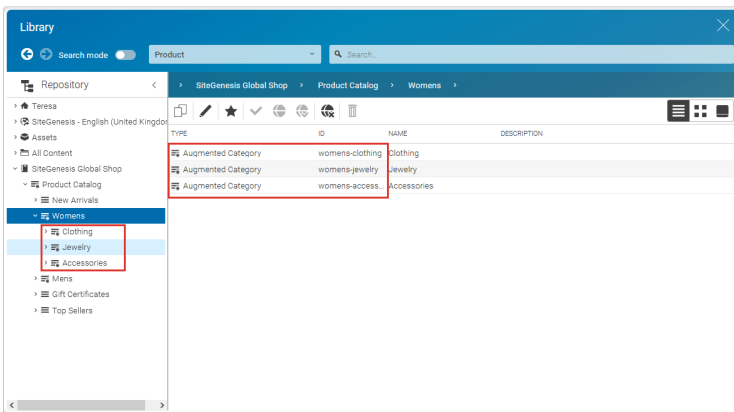 Library
Search mode
Product
Search...
Repository
SiteGenesis Global Shop
Product Catalog
Womens
Teresa
SiteGenesis - English (United Kingdor
Assets
All Content
SiteGenesis Global Shop
Product Catalog
New Arrivals
Womens
Clothing
Jewelry
Accessories
Mens
Gift Certificates
Top Sellers
TYPE ID NAME DESCRIPTION
Augmented Category womens-clothing Clothing
Augmented Category womens-jewelry Jewelry
Augmented Category womens-access... Accessories